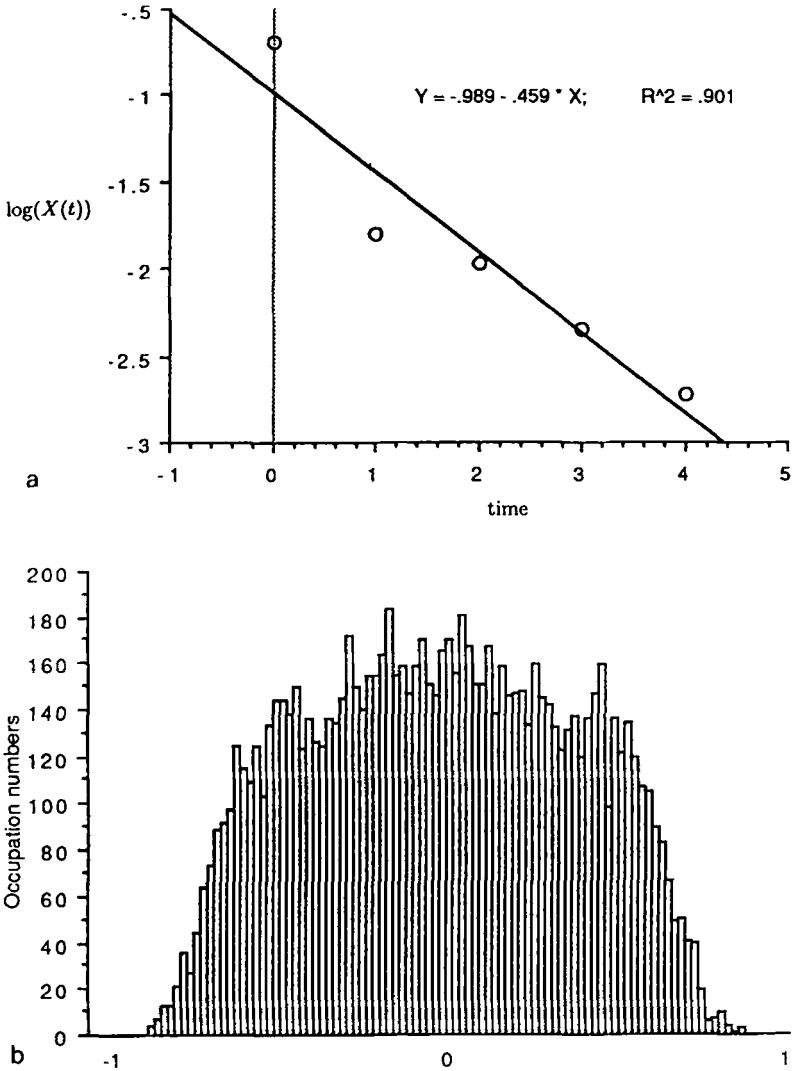 -.5
-1
Y = -.989 - .459 * X; R^2 = .901
-1.5
log(X(t))
-2
-2.5
-3
-1 0 1 2 3 4 5
a
time
200
180
160
140
120
100
80
60
40
20
0
Occupation numbers
b
-1 0 1